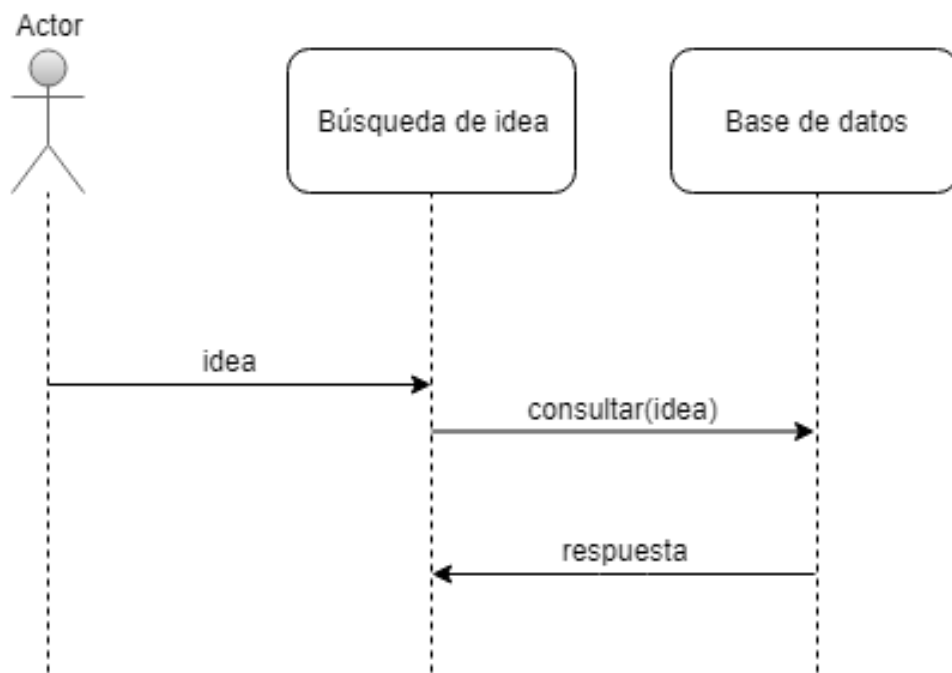 Actor
Búsqueda de idea
Base de datos
idea
consultar(idea)
respuesta